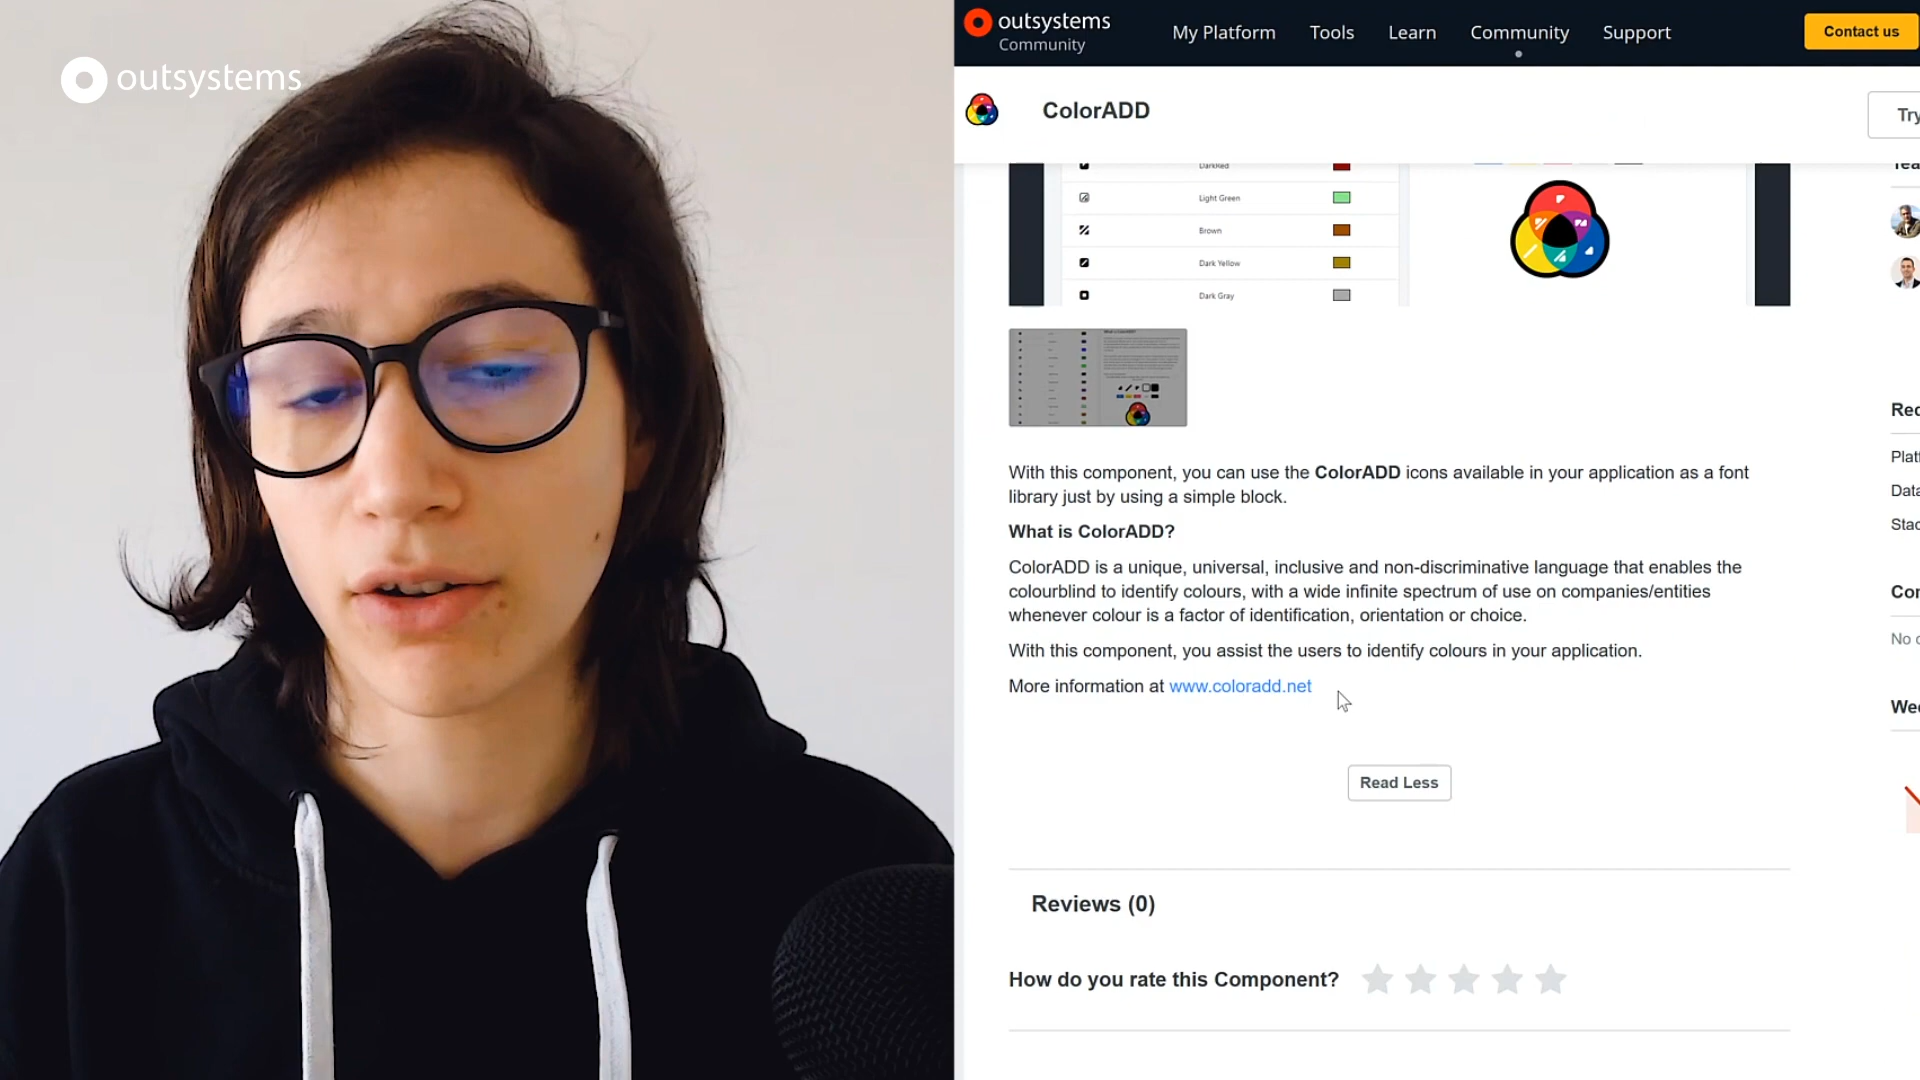 outsystems
outsystems
Community
My Platform
Tools
Learn
Community
Support
Contact us
ColorADD
Try
DarkRed
Light Green
Brown
Dark Yellow
Dark Gray
With this component, you can use the ColorADD icons available in your application as a font
library just by using a simple block.
What is ColorADD?
ColorADD is a unique, universal, inclusive and non-discriminative language that enables the
colourblind to identify colours, with a wide infinite spectrum of use on companies/entities
whenever colour is a factor of identification, orientation or choice.
With this component, you assist the users to identify colours in your application.
More information at www.coloradd.net
Read Less
Reviews (0)
How do you rate this Component?